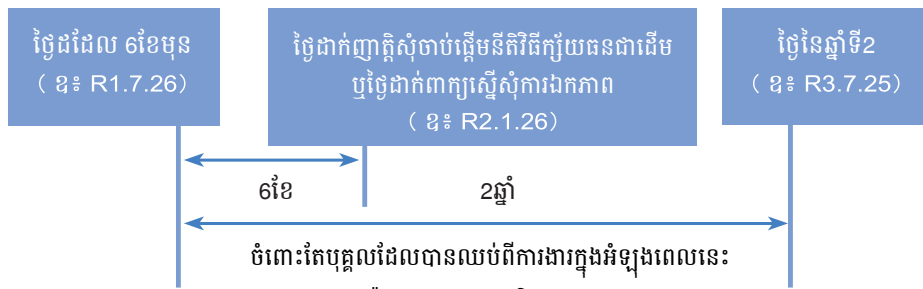 ថ្ងៃដដែល 6ខែមុន
( ឧ៖ R1.7.26)
ថ្ងៃដាក់ញាត្តិសុំចាប់ផ្តើមនីតិវិធីក្ស័យធនជាដើម
ឬថ្ងៃដាក់ពាក្យស្នើសុំការឯកភាព
( ឧ៖ R2.1.26)
ថ្ងៃនៃឆ្នាំទី2
( ឧ៖ R3.7.25)
6ខែ
2ឆ្នាំ
ចំពោះតែបុគ្គលដែលបានឈប់ពីការងារក្នុងអំឡុងពេលនេះ